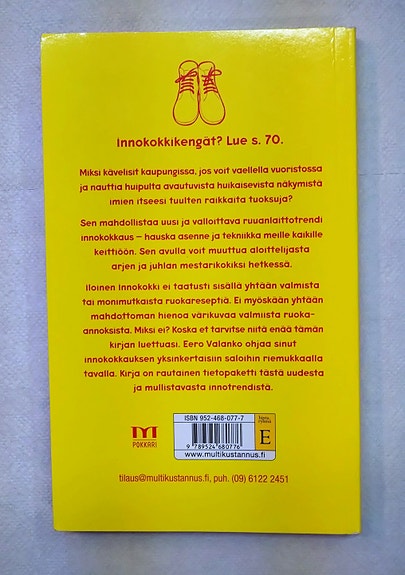 Innokokkikengät? Lue s. 70.
Miksi kävelisit kaupungissa, jos voit vaellella vuoristossa
ja nauttia huipulta avautuvista huikaisevista näkymistä
imien itseesi tuulten raikkaita tuoksuja?
Sen mahdollistaa uusi ja valloittava ruuanlaittotrendi
innokokkaus – hauska asenne ja tekniikka meille kaikille
keittiöön. Sen avulla voit muuttua aloittelijasta
arjen ja juhlan mestarikokiksi hetkessä.
Iloinen Innokokki ei taatusti sisällä yhtään valmista
tai monimutkaista ruokareseptiä. Ei myöskään yhtään
mahdottoman hienoa värikuvaa valmiista ruoka-
annoksista. Miksi ei? Koska et tarvitse niitä enää tämän
kirjan luettuasi. Eero Valanko ohjaa sinut
innokokkauksen yksinkertaisiin saloihin riemukkaalla
tavalla. Kirja on rautainen tietopaketti tästä uudesta
ja mullistavasta innotrendistä.
ISBN 952-468-077-7
9 789524 680776
E
www.multikustannus.fi
POKKARI
tilaus@multikustannus.fi, puh. (09) 6122 2451